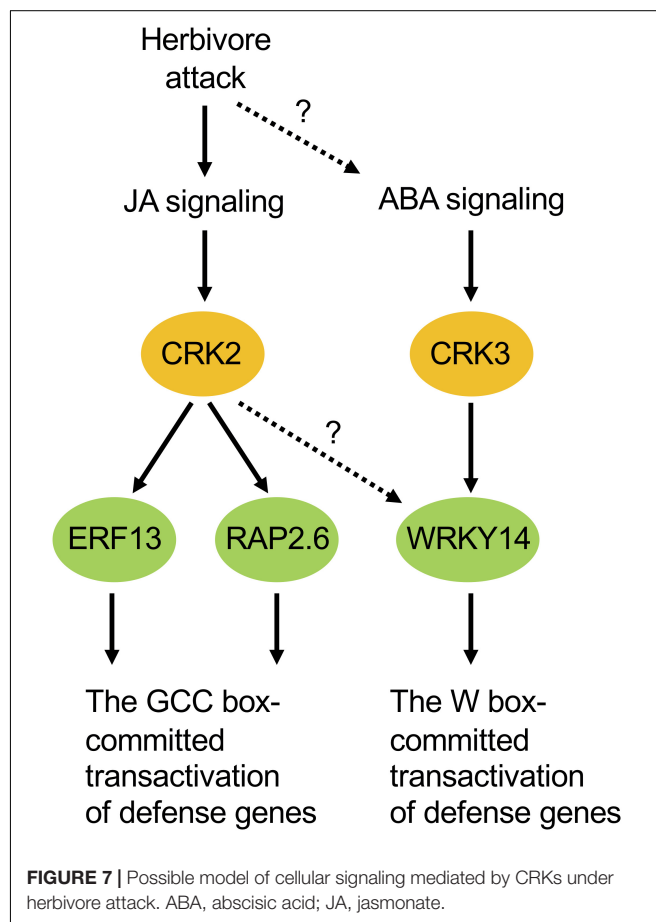 Herbivore
attack
?
JA signaling
ABA signaling
CRK2
CRK3
?
ERF13
RAP2.6
WRKY14
The GCC box-
committed
transactivation
of defense genes
The W box-
committed
transactivation
of defense genes
FIGURE 7 | Possible model of cellular signaling mediated by CRKs under
herbivore attack. ABA, abscisic acid; JA, jasmonate.